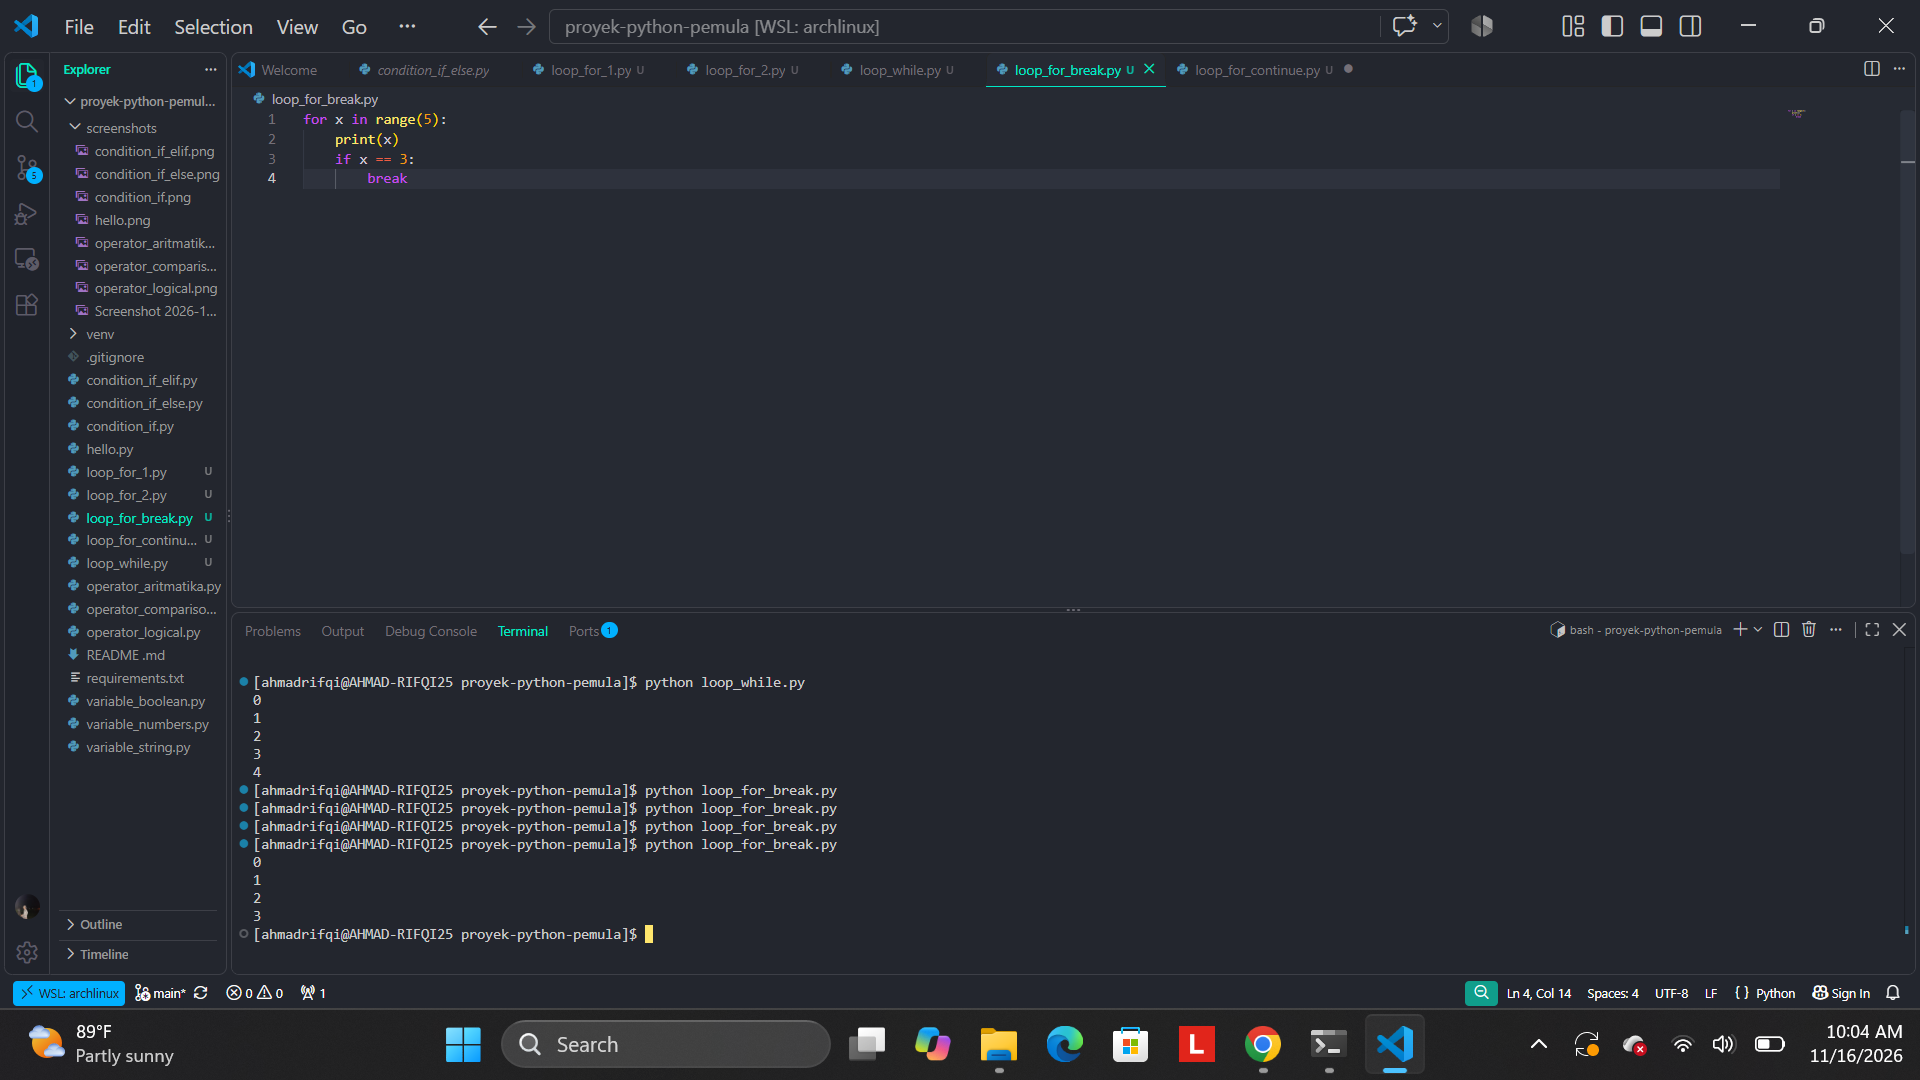 File Edit Selection View Go
proyek-python-pemula [WSL: archlinux]
Explorer
Welcome condition_if_else.py loop_for_1.py U loop_for_2.py U loop_while.py U loop_for_break.py U loop_for_continue.py U
proyek-python-pemul...
screenshots
condition_if_elif.png
condition_if_else.png
condition_if.png
hello.png
operator_aritmatik...
operator_comparis...
operator_logical.png
Screenshot 2026-1...
venv
.gitignore
condition_if_elif.py
condition_if_else.py
condition_if.py
hello.py
loop_for_1.py U
loop_for_2.py U
loop_for_break.py U
loop_for_continu... U
loop_while.py U
operator_aritmatika.py
operator_compariso...
operator_logical.py
README .md
requirements.txt
variable_boolean.py
variable_numbers.py
variable_string.py
Outline
Timeline
1
5
loop_for_break.py
1 for x in range(5):
2 print(x)
3 if x == 3:
4 break
Problems Output Debug Console Terminal Ports 1
bash - proyek-python-pemula
[ahmadrifqi@AHMAD-RIFQI25 proyek-python-pemula]$ python loop_while.py
0
1
2
3
4
[ahmadrifqi@AHMAD-RIFQI25 proyek-python-pemula]$ python loop_for_break.py
[ahmadrifqi@AHMAD-RIFQI25 proyek-python-pemula]$ python loop_for_break.py
[ahmadrifqi@AHMAD-RIFQI25 proyek-python-pemula]$ python loop_for_break.py
[ahmadrifqi@AHMAD-RIFQI25 proyek-python-pemula]$ python loop_for_break.py
0
1
2
3
[ahmadrifqi@AHMAD-RIFQI25 proyek-python-pemula]$
WSL: archlinux main* 0 0 1
Ln 4, Col 14 Spaces: 4 UTF-8 LF { } Python Sign In
89°F
Partly sunny
Search
L
10:04 AM
11/16/2026